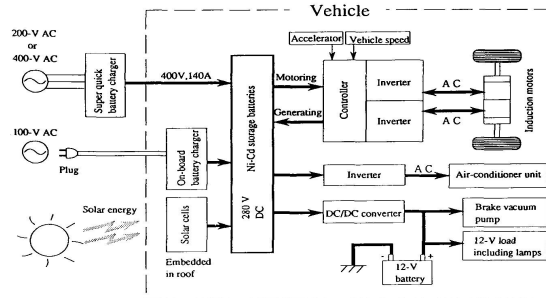 Vehicle
200-V AC
or
400-V AC
Super quick
battery charger
400V,140A
Accelerator
Vehicle speed
Motoring
Generating
Controller
Inverter
Inverter
A C
A C
Induction motors
100-V AC
Plug
On-board
battery charger
Ni-Cd storage batteries
280 V
DC
Inverter
A C
Air-conditioner unit
Solar energy
Solar cells
Embedded
in roof
DC/DC converter
Brake vacuum
pump
12-V load
including lamps
- +
12-V
battery